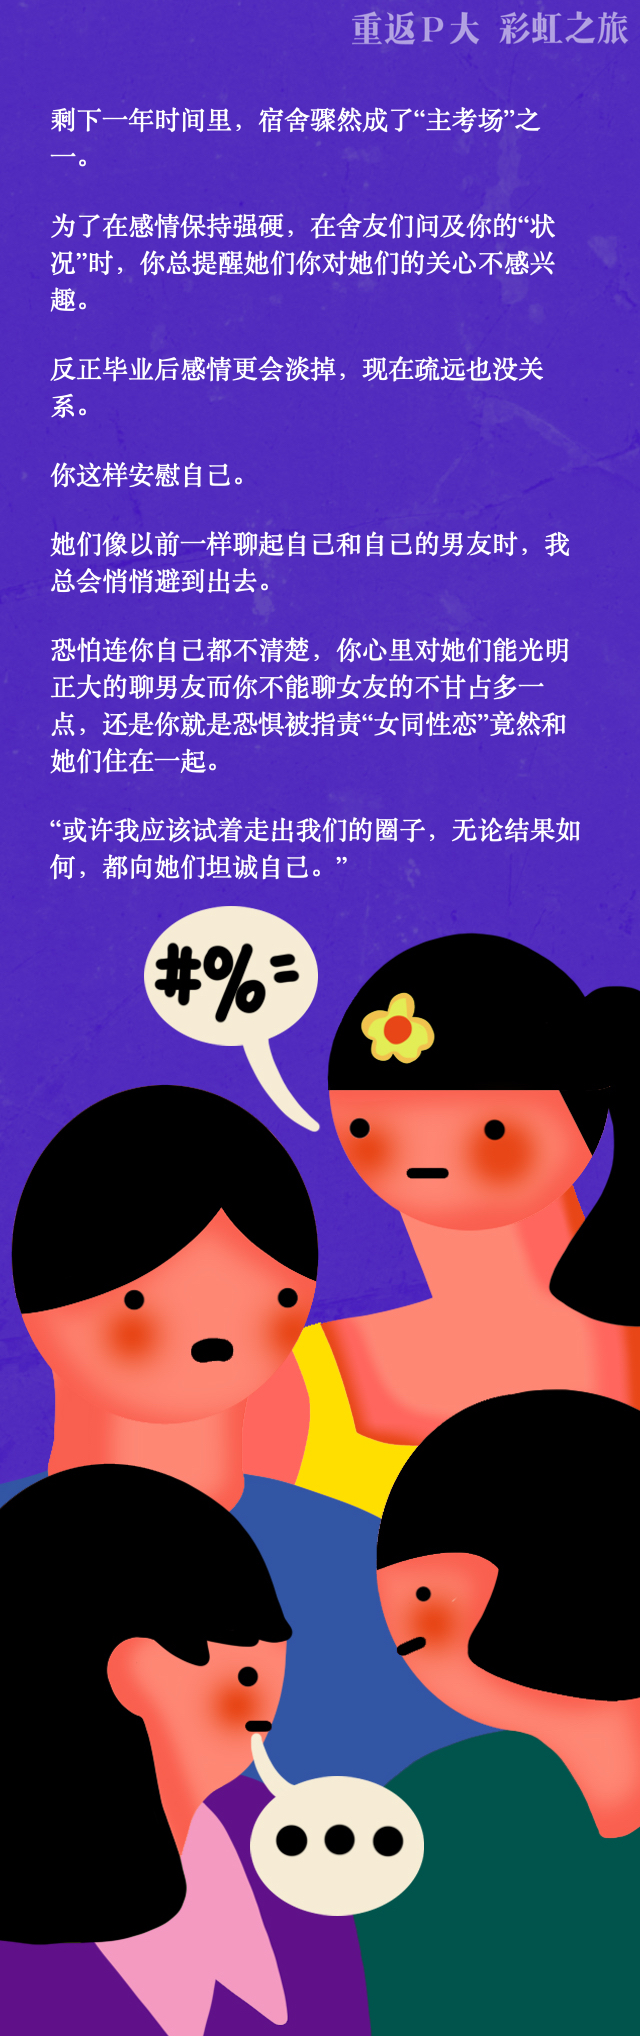 重返P大 彩虹之旅
剩下一年时间里，宿舍骤然成了“主考场”之
一。
为了在感情保持强硬，在舍友们问及你的“状
况”时，你总提醒她们你对她们的关心不感兴
趣。
反正毕业后感情更会淡掉，现在疏远也没关
系。
你这样安慰自己。
她们像以前一样聊起自己和自己的男友时，我
总会悄悄避到出去。
恐怕连你自己都不清楚，你心里对她们能光明
正大的聊男友而你不能聊女友的不甘占多一
点，还是你就是恐惧被指责“女同性恋”竟然和
她们住在一起。
“或许我应该试着走出我们的圈子，无论结果如
何，都向她们坦诚自己。”
#%=
•••